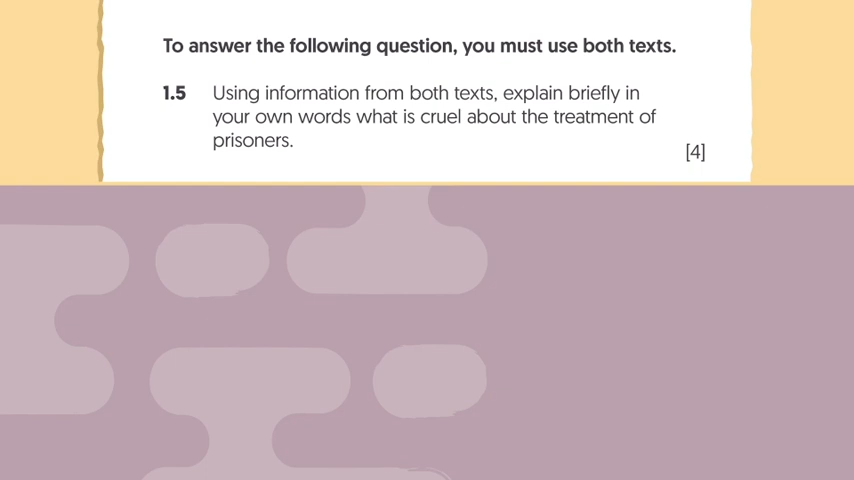 To answer the following question, you must use both texts.
1.5 Using information from both texts, explain briefly in
your own words what is cruel about the treatment of
prisoners.
[4]